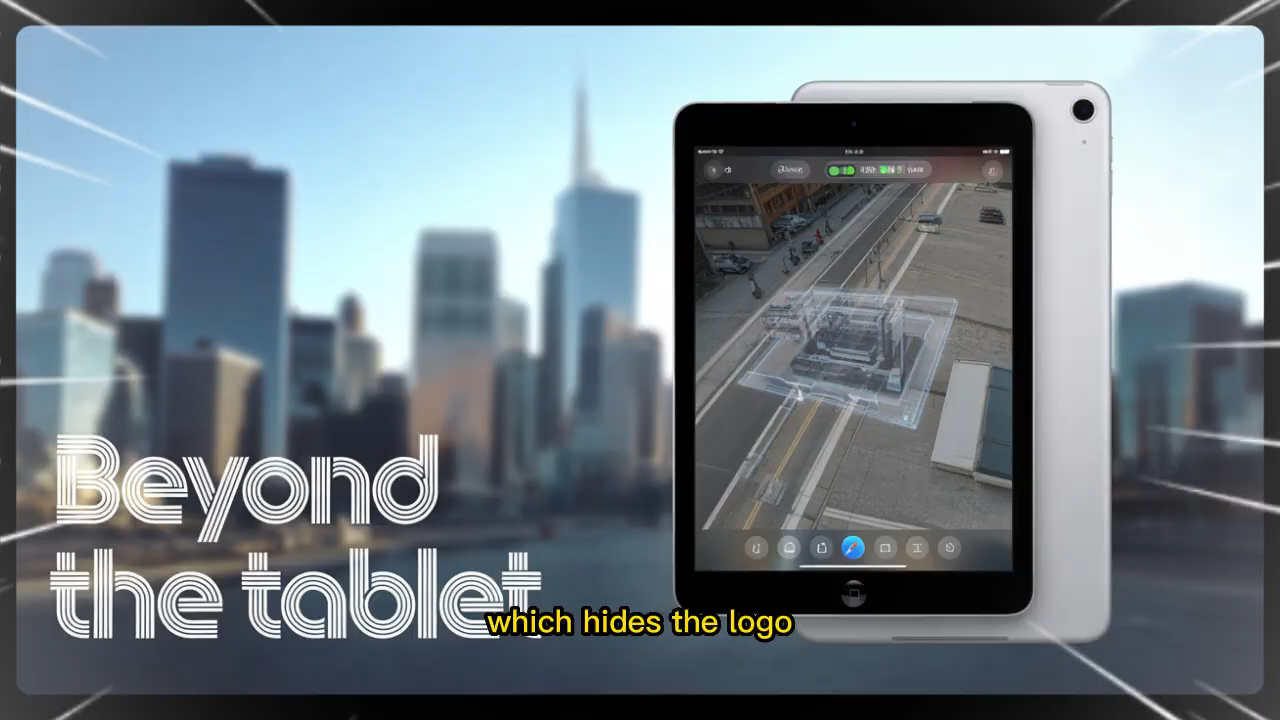 Beyond
the tablet
which hides the logo